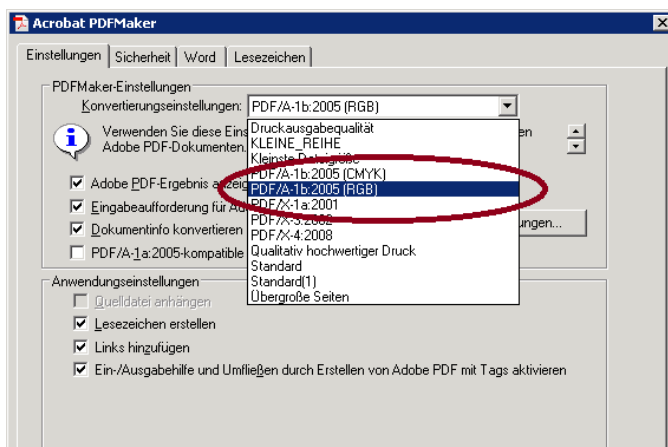 Acrobat PDFMaker
Einstellungen Sicherheit Word Lesezeichen
PDFMaker-Einstellungen
Konvertierungseinstellungen: PDF/A-1b:2005 (RGB)
Druckausgabequalität
KLEINE_REIHE
Kleinste Dateigröße
PDF/A-1b:2005 (CMYK)
PDF/A-1b:2005 (RGB)
PDF/X-1a:2001
PDF/X-3:2002
PDF/X-4:2008
Qualitativ hochwertiger Druck
Standard
Standard(1)
Übergroße Seiten
Verwenden Sie diese
Adobe PDF-Dokumenten.
Adobe PDF-Ergebnis
Eingabeaufforderung für
Dokumentinfo konvertieren
PDF/A-1a:2005-kompatible
Anwendungseinstellungen
Quelldatei anhängen
Lesezeichen erstellen
Links hinzufügen
Ein-/Ausgabehilfe und Umfließen durch Erstellen von Adobe PDF mit Tags aktivieren